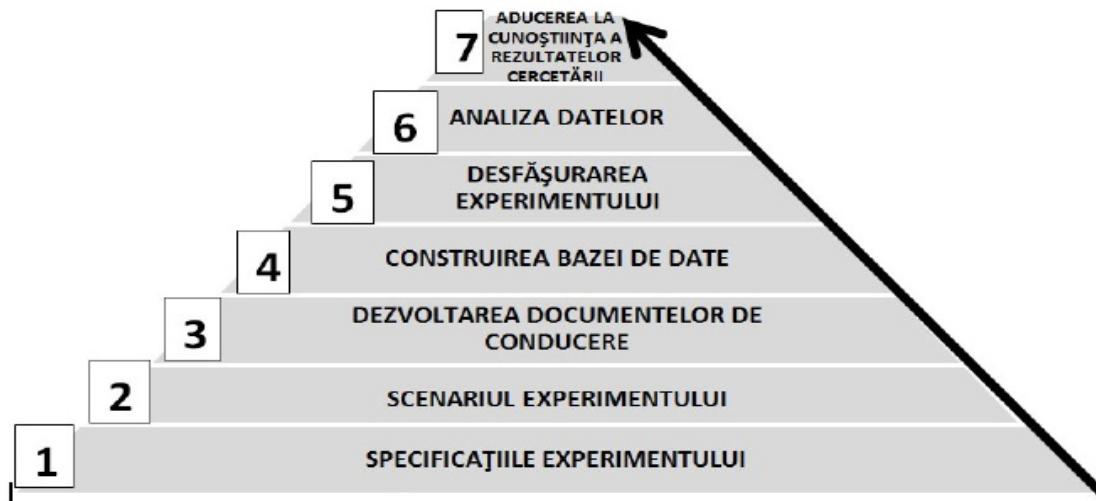 7
ADUCEREA LA
CUNOŞTIINŢA A
REZULTATELOR
CERCETĂRII
6
ANALIZA DATELOR
5
DESFĂŞURAREA
EXPERIMENTULUI
4
CONSTRUIREA BAZEI DE DATE
3
DEZVOLTAREA DOCUMENTELOR DE
CONDUCERE
2
SCENARIUL EXPERIMENTULUI
1
SPECIFICAŢIILE EXPERIMENTULUI